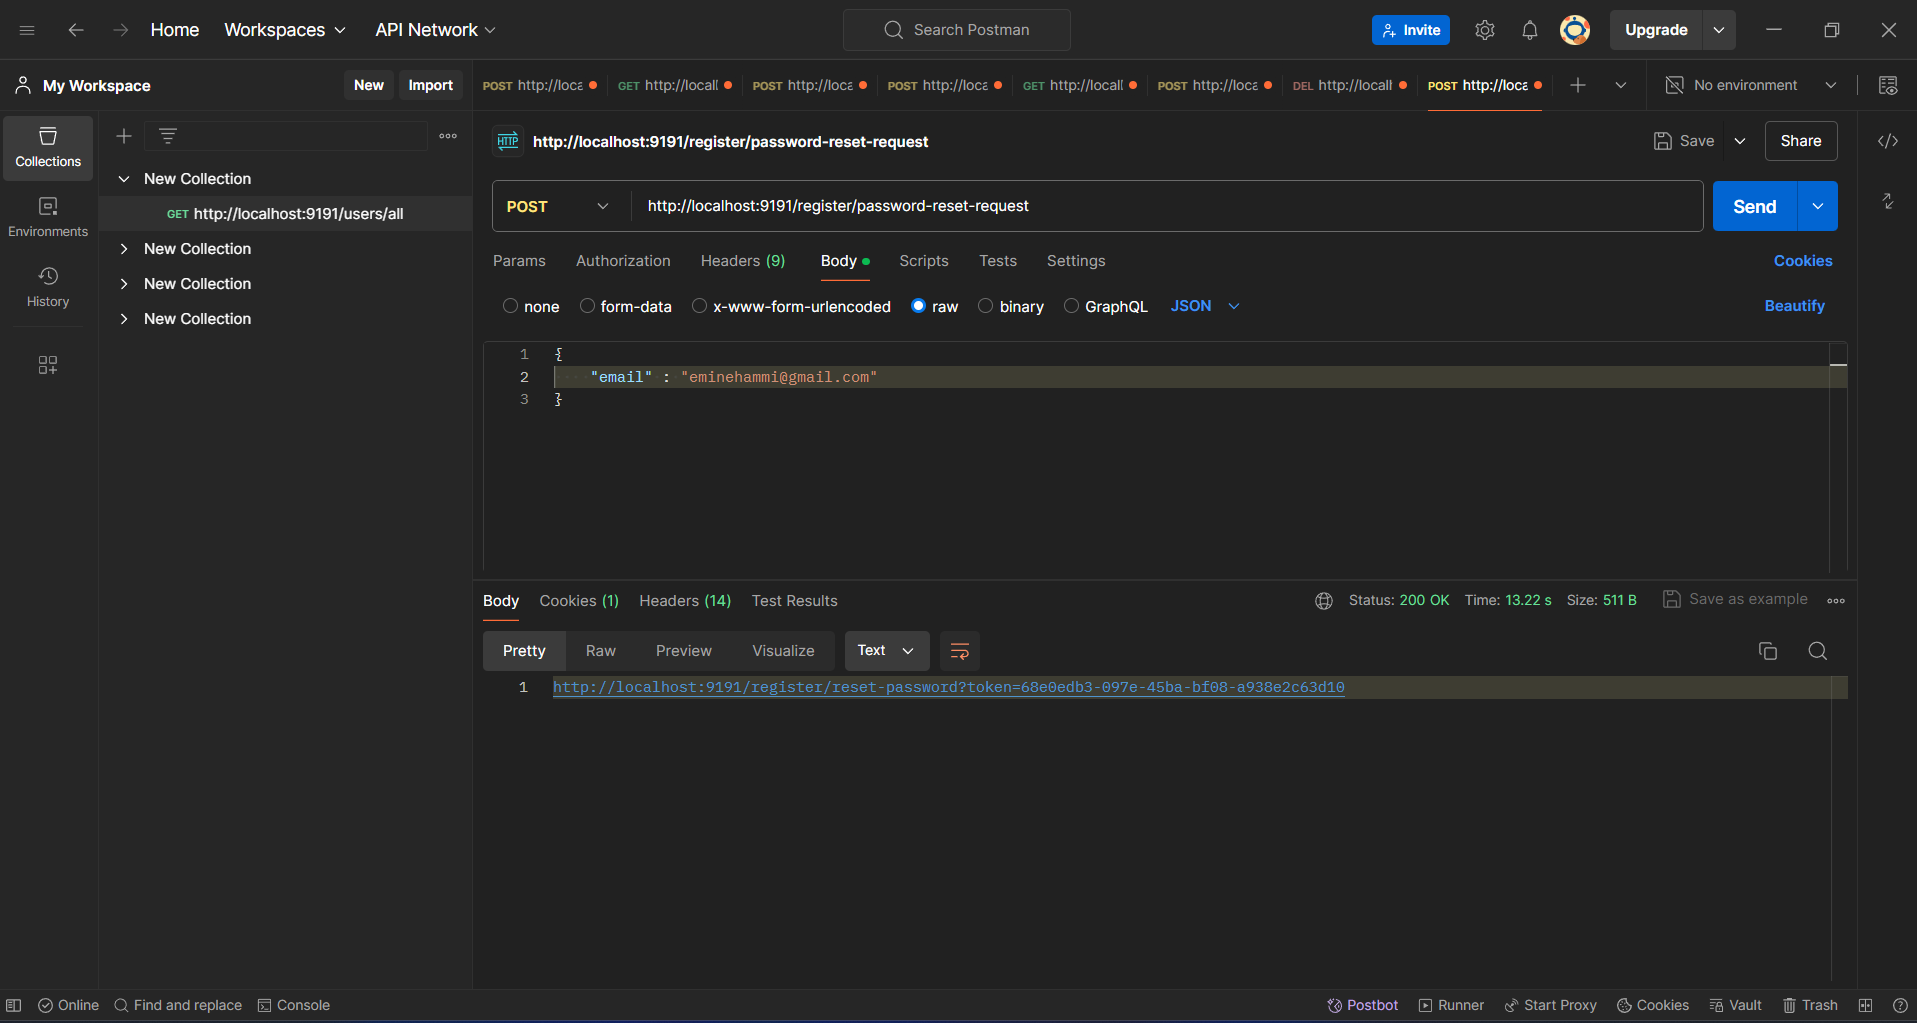 Home Workspaces API Network Search Postman Invite Upgrade
My Workspace New Import
POST http://loca GET http://locall POST http://loca POST http://loca GET http://locall POST http://loca DEL http://localh POST http://loca No environment
Collections
Environments
History
New Collection
GET http://localhost:9191/users/all
New Collection
New Collection
New Collection
HTTP http://localhost:9191/register/password-reset-request Save Share
POST http://localhost:9191/register/password-reset-request Send
Params Authorization Headers (9) Body Scripts Tests Settings Cookies
none form-data x-www-form-urlencoded raw binary GraphQL JSON Beautify
1 {
2 "email" : "eminehammi@gmail.com"
3 }
Body Cookies (1) Headers (14) Test Results Status: 200 OK Time: 13.22 s Size: 511 B Save as example
Pretty Raw Preview Visualize Text
1 http://localhost:9191/register/reset-password?token=68e0edb3-097e-45ba-bf08-a938e2c63d10
Online Find and replace Console Postbot Runner Start Proxy Cookies Vault Trash